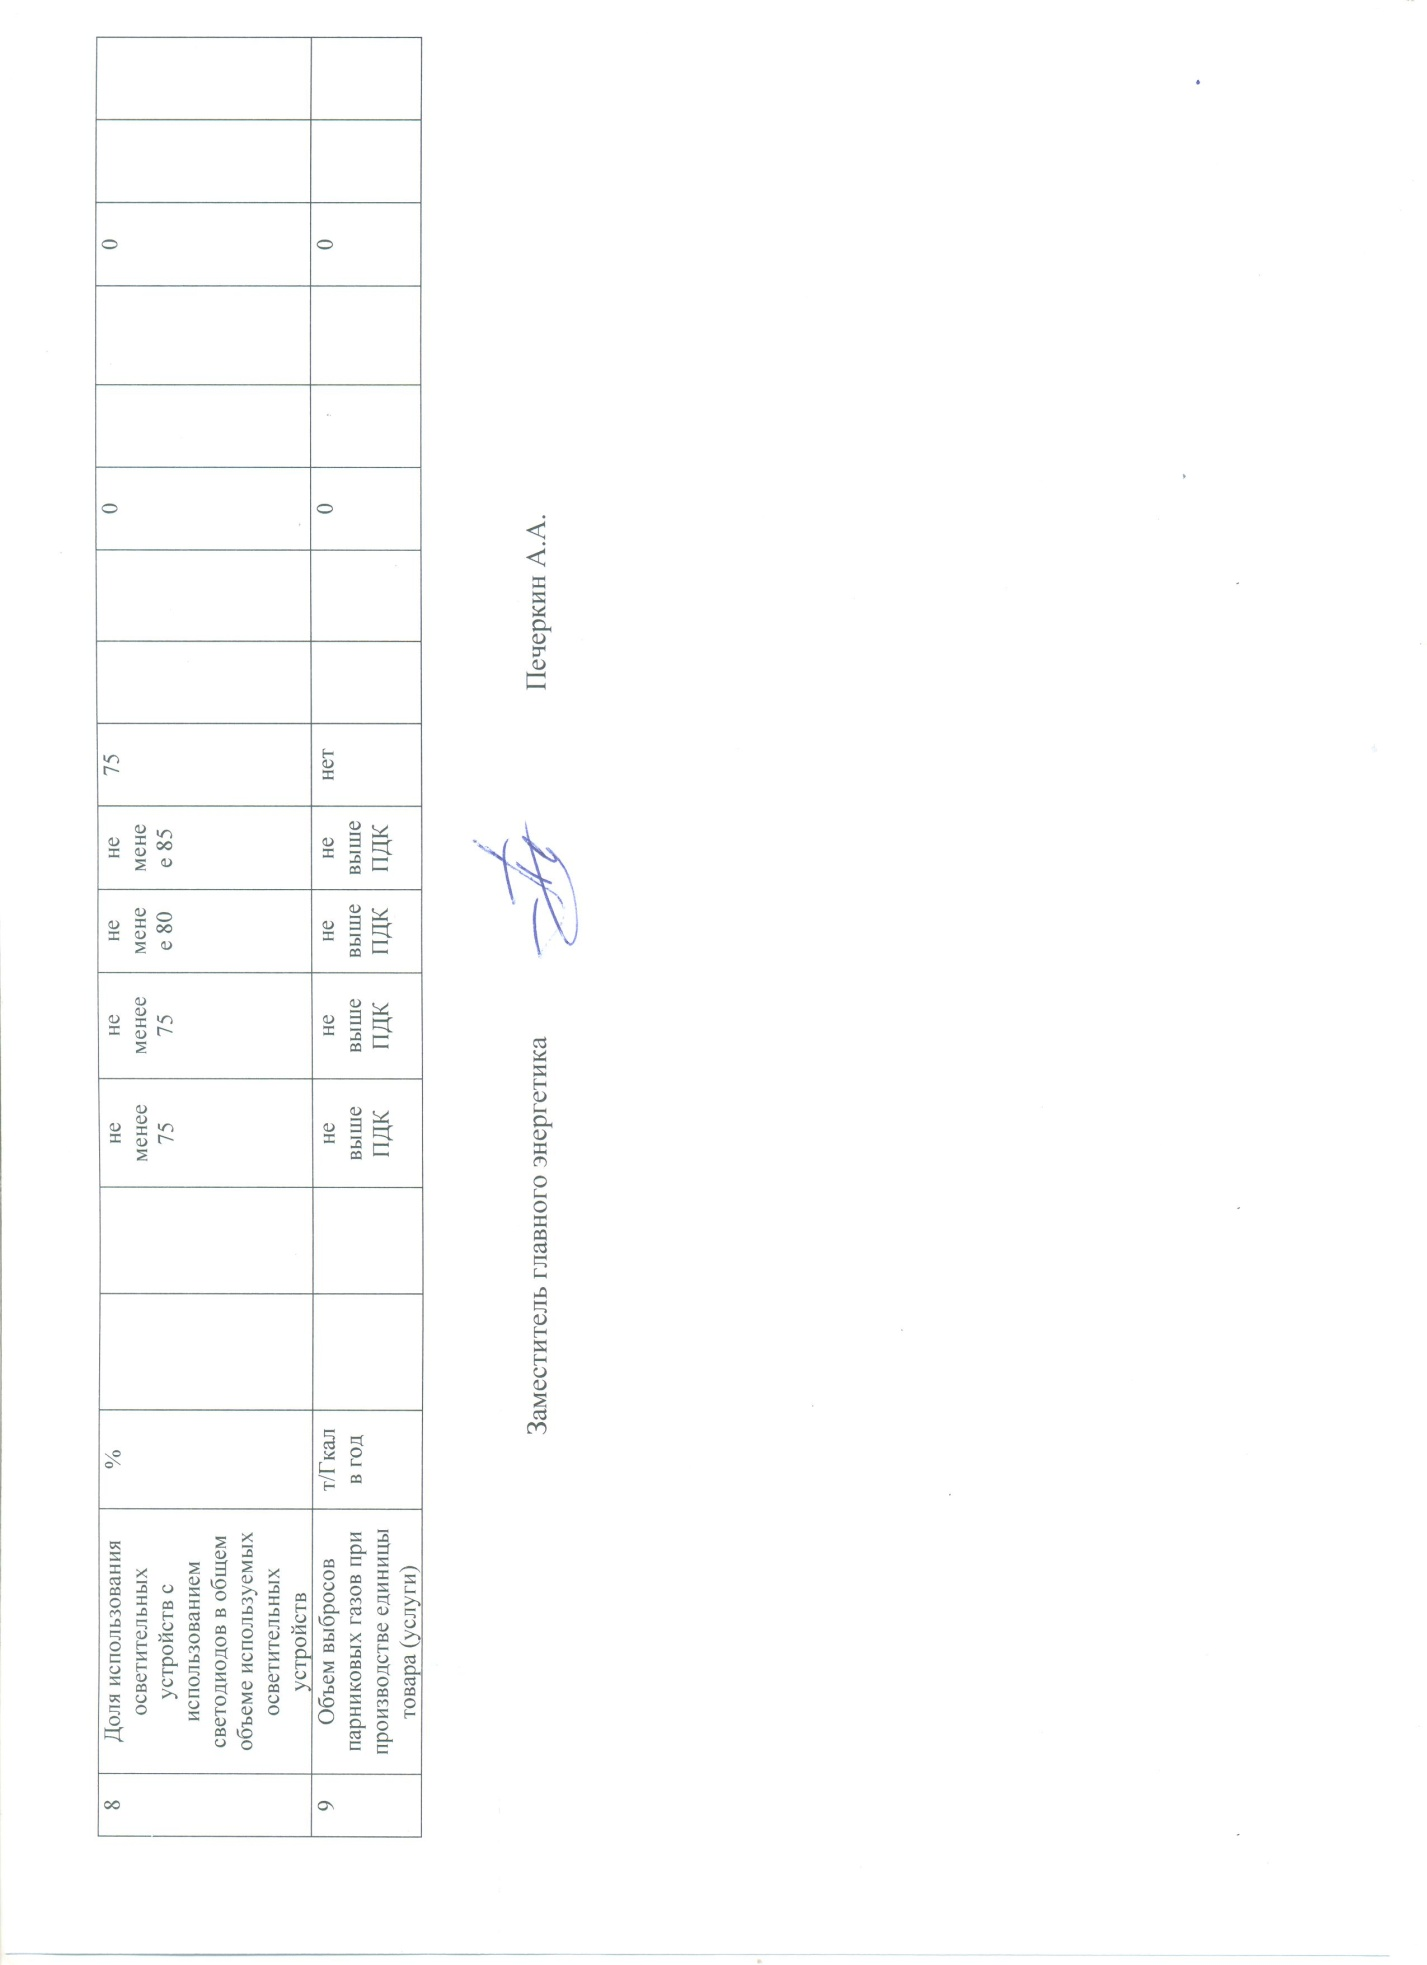 8
Доля использования
осветительных
устройств с
использованием
светодиодов в общем
объеме используемых
осветительных
устройств
%
не
менее
75
не
менее
75
не
мене
е 80
не
мене
е 85
75
0
0
9
Объем выбросов
парниковых газов при
производстве единицы
товара (услуги)
т/Гкал
в год
не
выше
ПДК
не
выше
ПДК
не
выше
ПДК
не
выше
ПДК
нет
0
0
Заместитель главного энергетика Печеркин А.А.